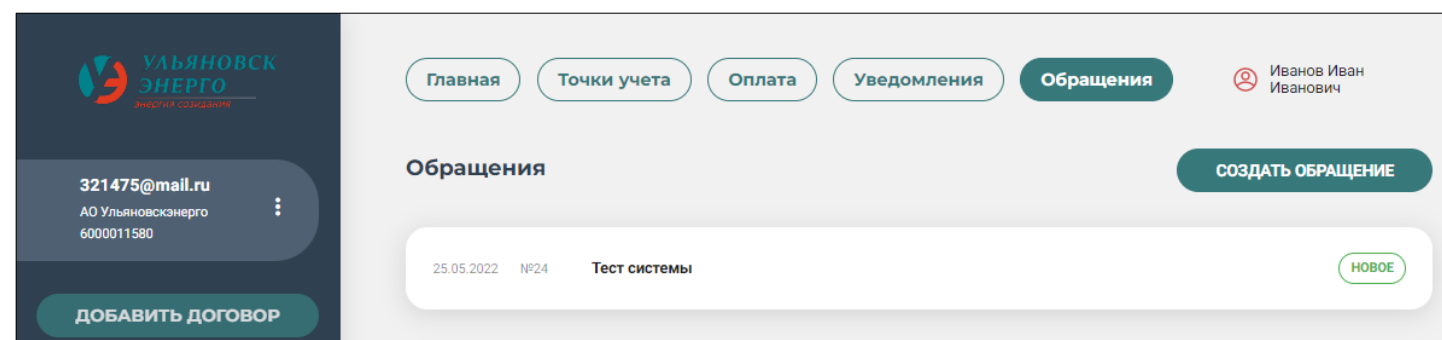 УЛЬЯНОВСК
ЭНЕРГО
энергия созидания
Главная
Точки учета
Оплата
Уведомления
Обращения
Иванов Иван
Иванович
321475@mail.ru
АО Ульяновскэнерго
6000011580
Обращения
СОЗДАТЬ ОБРАЩЕНИЕ
25.05.2022 №24 Тест системы НОВОЕ
ДОБАВИТЬ ДОГОВОР